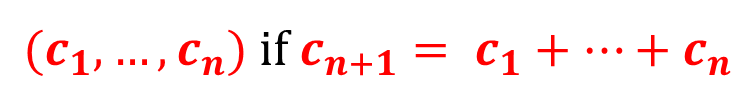 (c₁, …, cₙ) if cₙ₊₁ = c₁ + ⋯ + cₙ